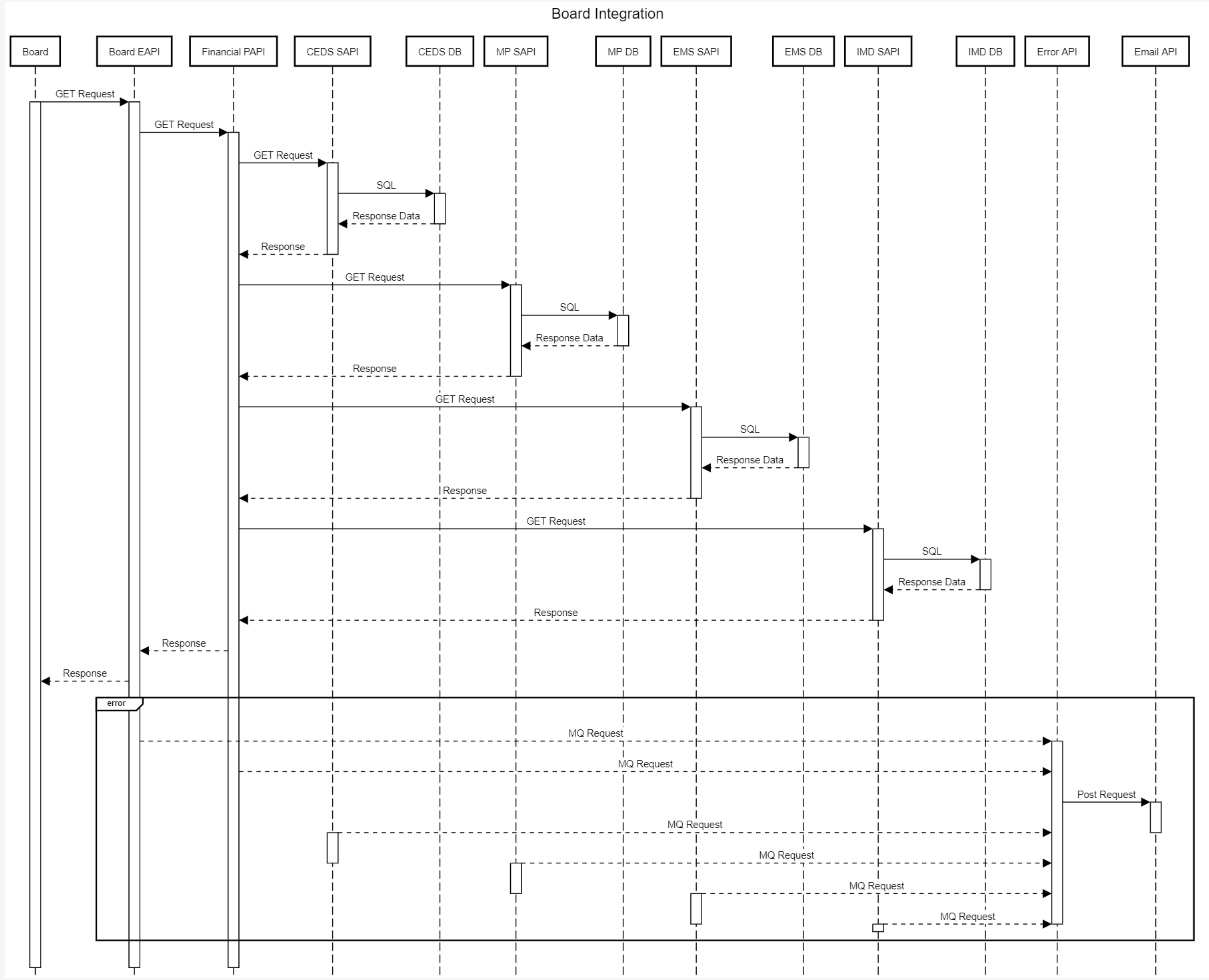 Board Integration
Board
Board EAPI
Financial PAPI
CEDS SAPI
CEDS DB
MP SAPI
MP DB
EMS SAPI
EMS DB
IMD SAPI
IMD DB
Error API
Email API
GET Request
GET Request
GET Request
SQL
Response Data
Response
GET Request
SQL
Response Data
Response
GET Request
SQL
Response Data
Response
GET Request
SQL
Response Data
Response
Response
Response
error
MQ Request
MQ Request
Post Request
MQ Request
MQ Request
MQ Request
MQ Request